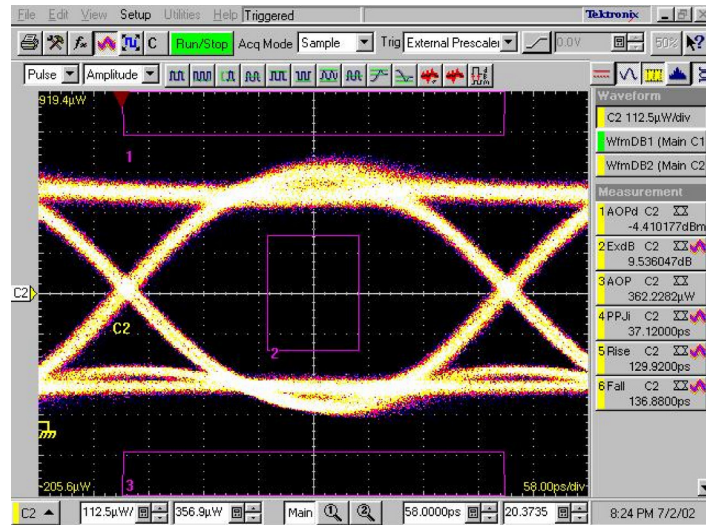 File Edit View Setup Utilities Help Triggered Tektronix
C Run/Stop Acq Mode Sample Trig External Prescaler 0.0V 50%
Pulse Amplitude
919.4µW
1
C2
C2
2
3
-205.6µW 58.00ps/div
Waveform
C2 112.5µW/div
WfmDB1 (Main C1
WfmDB2 (Main C2
Measurement
1 AOPd C2
-4.410177dBm
2 ExdB C2
9.536047dB
3 AOP C2
362.2282µW
4 PPJi C2
37.12000ps
5 Rise C2
129.9200ps
6 Fall C2
136.8800ps
C2 112.5µW/ 356.9µW Main 1 2 58.0000ps 20.3735 8:24 PM 7/2/02